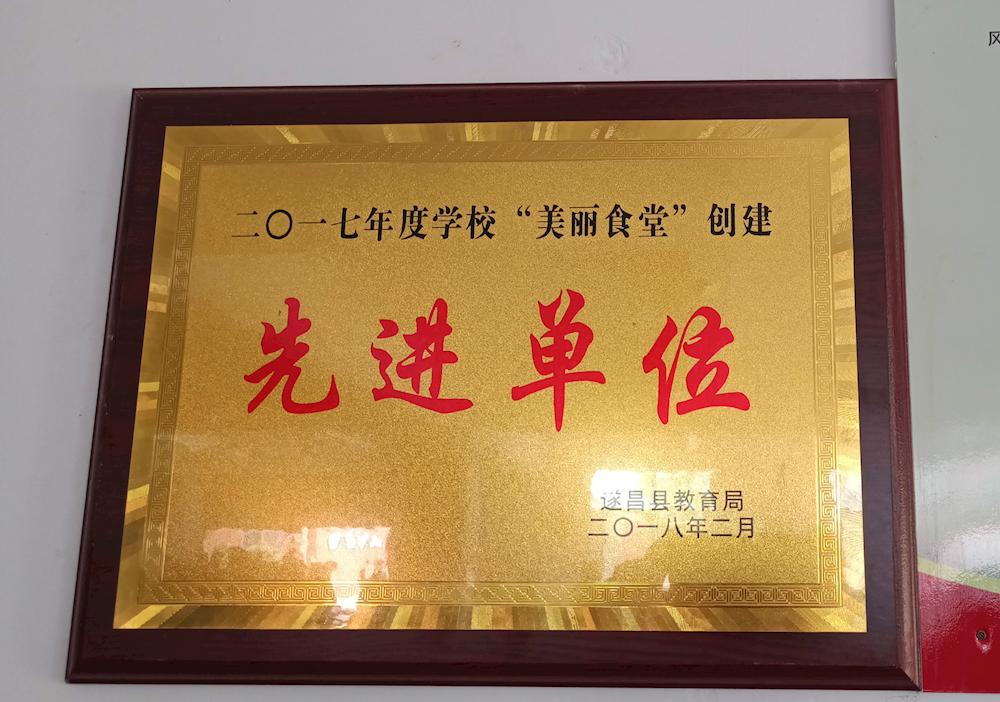 二〇一七年度学校“美丽食堂”创建
先进单位
遂昌县教育局
二〇一八年二月
风